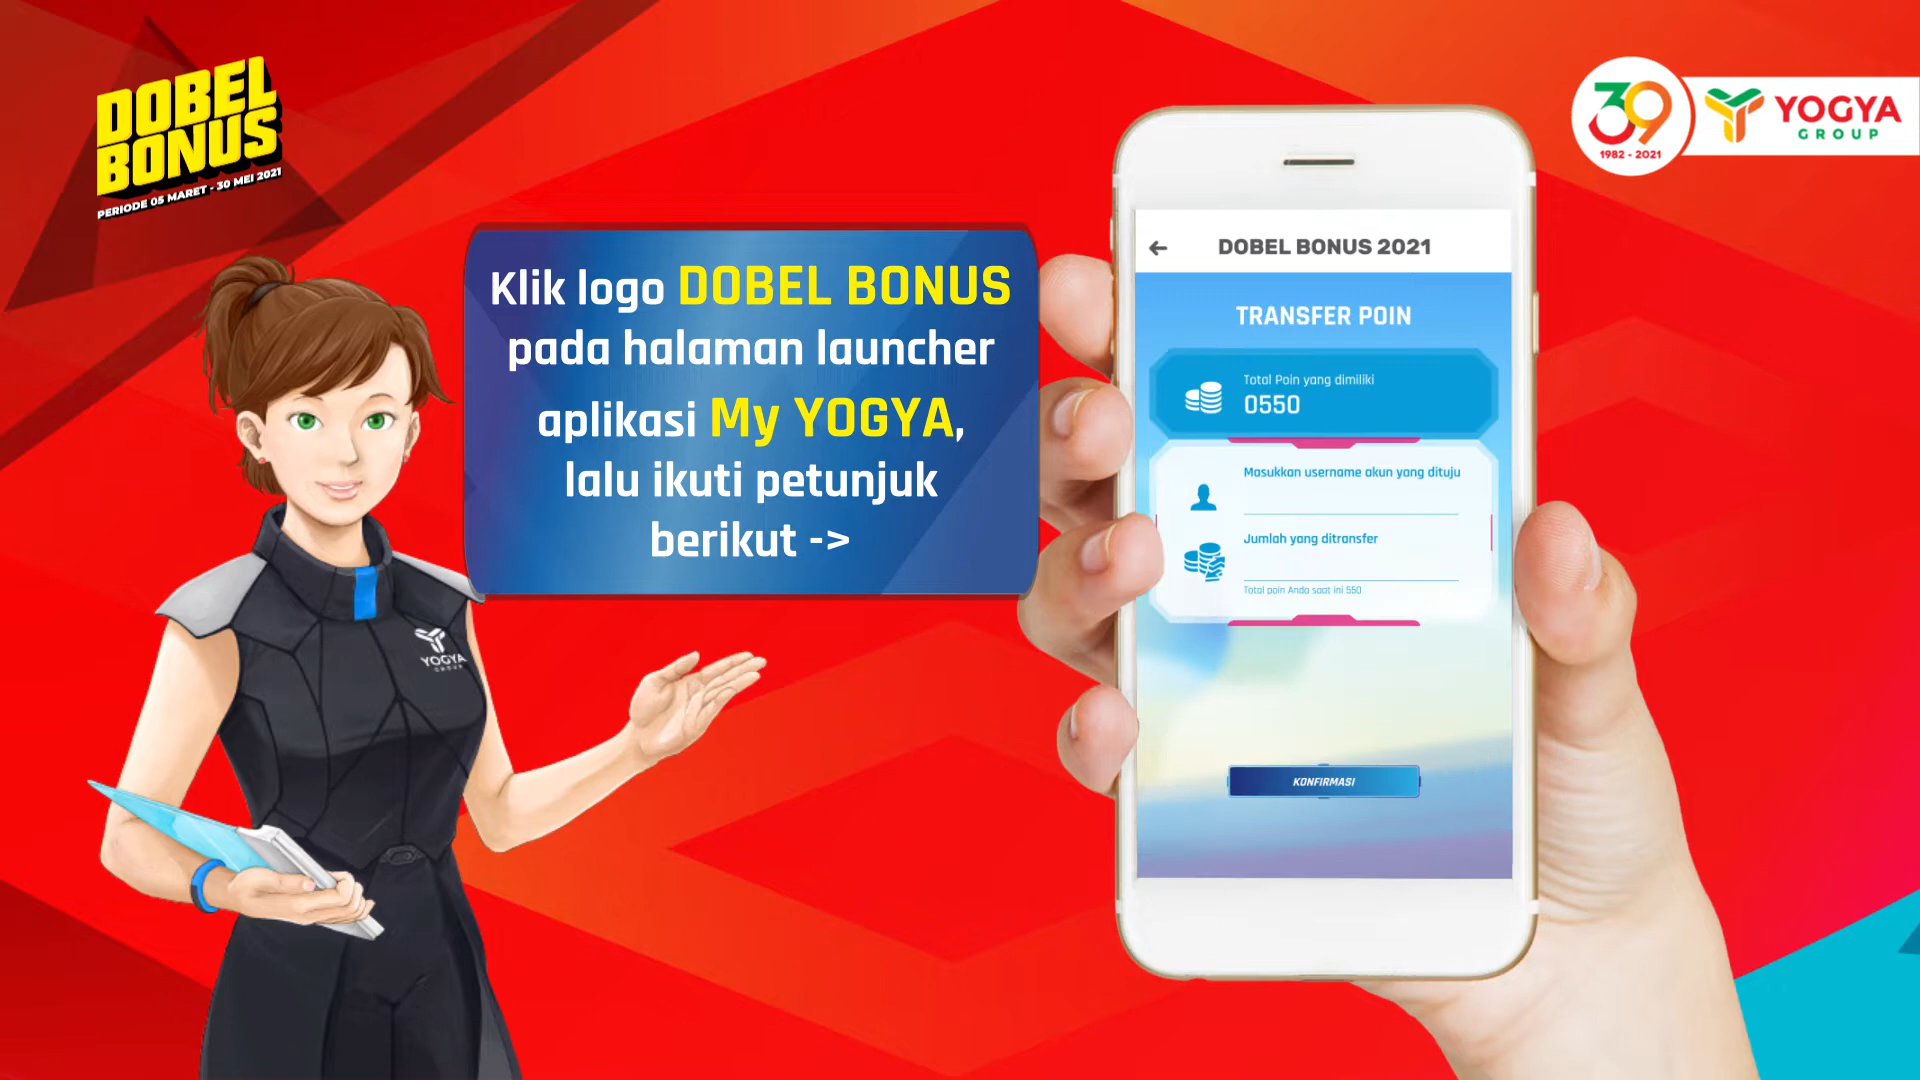 DOBEL
BONUS
PERIODE 05 MARET - 30 MEI 2021
39
1982 - 2021
YOGYA
GROUP
Klik logo DOBEL BONUS
pada halaman launcher
aplikasi My YOGYA,
lalu ikuti petunjuk
berikut ->
DOBEL BONUS 2021
TRANSFER POIN
Total Poin yang dimiliki
0550
Masukkan username akun yang dituju
Jumlah yang ditransfer
Total poin Anda saat ini 550
KONFIRMASI
YOGYA
GROUP